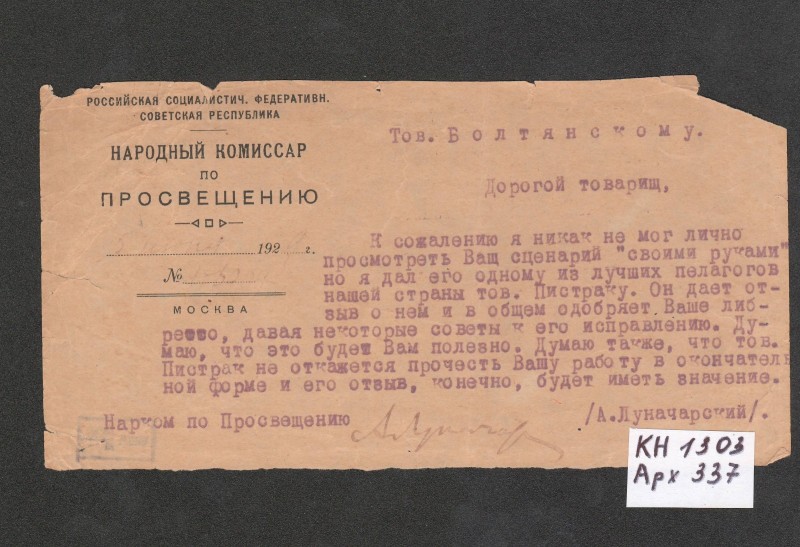 РОССИЙСКАЯ СОЦИАЛИСТИЧ. ФЕДЕРАТИВН.
СОВЕТСКАЯ РЕСПУБЛИКА
НАРОДНЫЙ КОМИССАР
ПО
ПРОСВЕЩЕНИЮ
192 г.
№
МОСКВА
Тов. Болтянскому.
Дорогой товарищ,
К сожалению я никак не мог лично
просмотреть Ващ сценарий "своими руками"
но я дал его одному из лучших пелагогов
нашей страны тов. Пистраку. Он дает от-
зыв о нем и в общем одобряет Ваше либ-
ретто, давая некоторые советы к его исправлению. Ду-
маю, что это будет Вам полезно. Думаю также, что тов.
Пистрак не откажется прочесть Вашу работу в окончатель
ной форме и его отзыв, конечно, будет иметь значение.
Нарком по Просвещению
/А.Луначарский/.
КН 1303
Арх 337